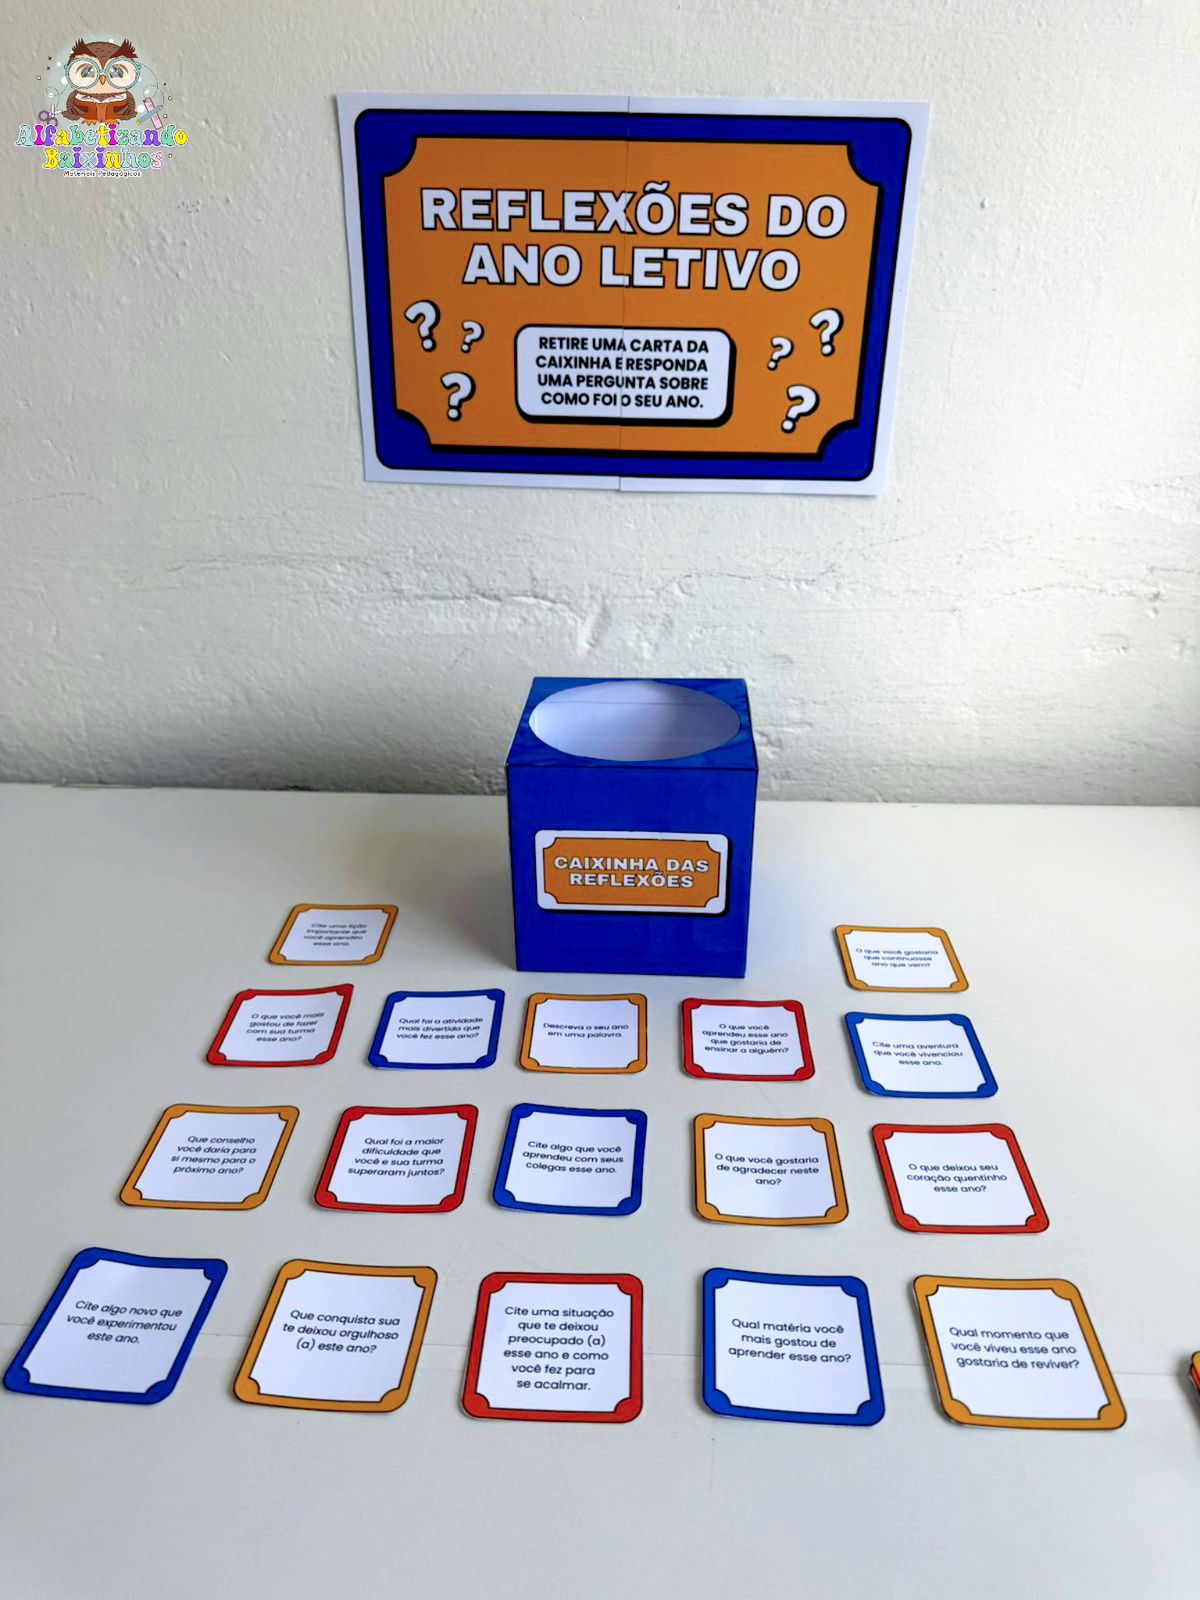 Alfabetizando
Baixinhos
Materiais Pedagógicos
REFLEXÕES DO
ANO LETIVO
? ? ? ? ? ?
RETIRE UMA CARTA DA
CAIXINHA E RESPONDA
UMA PERGUNTA SOBRE
COMO FOI O SEU ANO.
CAIXINHA DAS
REFLEXÕES
Cite uma lição
importante que
você aprendeu
esse ano.
O que você gostaria
que continuasse
ano que vem?
O que você mais
gostou de fazer
com sua turma
esse ano?
Qual foi a atividade
mais divertida que
você fez esse ano?
Descreva o seu ano
em uma palavra.
O que você
aprendeu esse ano
que gostaria de
ensinar a alguém?
Cite uma aventura
que você vivenciou
esse ano.
Que conselho
você daria para
si mesmo para o
próximo ano?
Qual foi a maior
dificuldade que
você e sua turma
superaram juntos?
Cite algo que você
aprendeu com seus
colegas esse ano.
O que você gostaria
de agradecer neste
ano?
O que deixou seu
coração quentinho
esse ano?
Cite algo novo que
você experimentou
este ano.
Que conquista sua
te deixou orgulhoso
(a) este ano?
Cite uma situação
que te deixou
preocupado (a)
esse ano e como
você fez para
se acalmar.
Qual matéria você
mais gostou de
aprender esse ano?
Qual momento que
você viveu esse ano
gostaria de reviver?